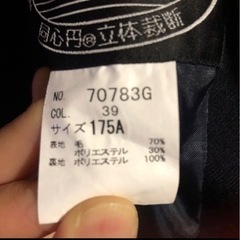 同心円®立体裁断
NO. 70783G
COL. 39
サイズ 175A
表地 毛 70%
ポリエステル 30%
裏地 ポリエステル 100%